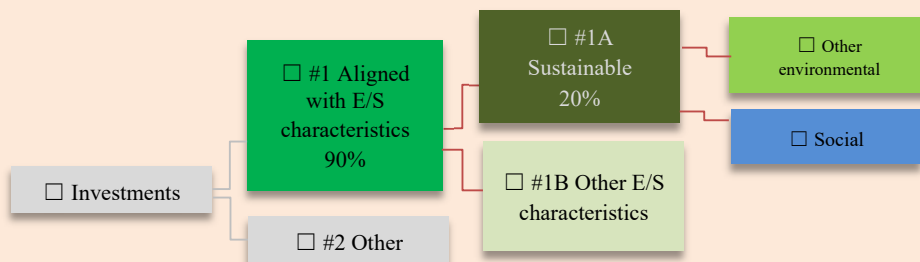 ☐ #1A
Sustainable
20%
☐ Other
environmental
☐ #1 Aligned
with E/S
characteristics
90%
☐ Social
☐ #1B Other E/S
characteristics
☐ Investments
☐ #2 Other